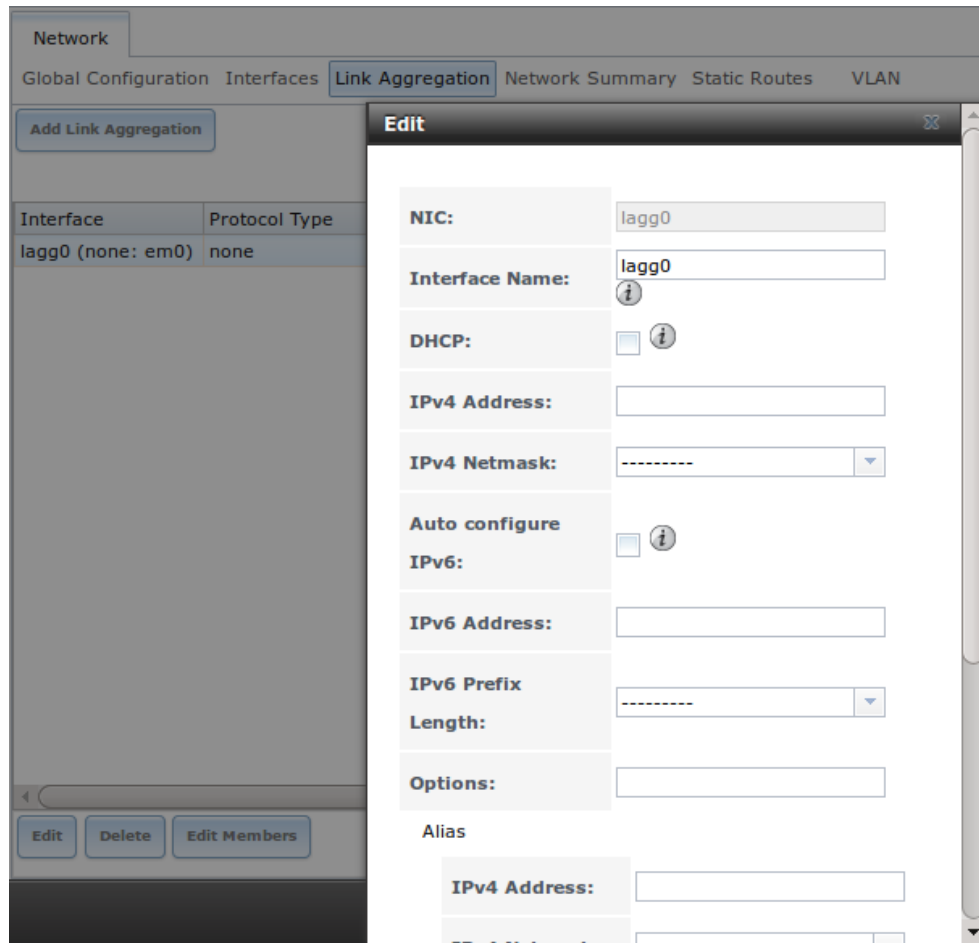 Network
Global Configuration Interfaces Link Aggregation Network Summary Static Routes VLAN
Add Link Aggregation
Interface Protocol Type
lagg0 (none: em0) none
Edit Delete Edit Members
Edit
NIC: lagg0
Interface Name: lagg0
DHCP:
IPv4 Address:
IPv4 Netmask: ---------
Auto configure
IPv6:
IPv6 Address:
IPv6 Prefix
Length: ---------
Options:
Alias
IPv4 Address: